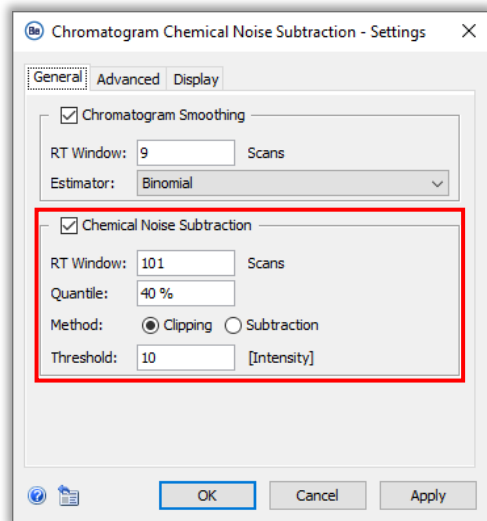 Be Chromatogram Chemical Noise Subtraction - Settings
General Advanced Display
Chromatogram Smoothing
RT Window: 9 Scans
Estimator: Binomial
Chemical Noise Subtraction
RT Window: 101 Scans
Quantile: 40 %
Method: Clipping Subtraction
Threshold: 10 [Intensity]
OK Cancel Apply